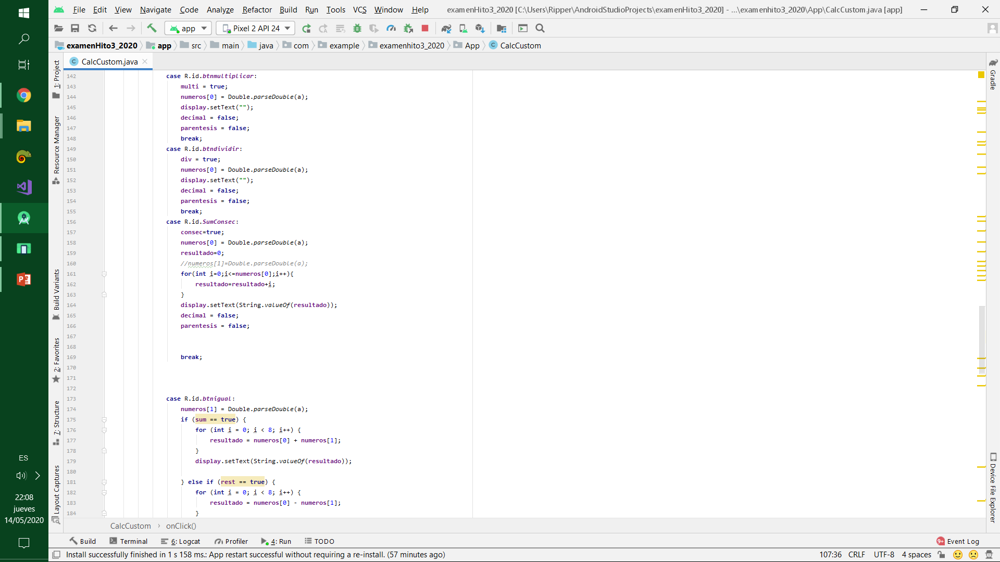 File Edit View Navigate Code Analyze Refactor Build Run Tools VCS Window Help examenHito3_2020 [C:\Users\Ripper\AndroidStudioProjects\examenHito3_2020] - ...\examenhito3_2020\App\CalcCustom.java [app]
app Pixel 2 API 24
examenHito3_2020 app src main java com example examenhito3_2020 App CalcCustom
CalcCustom.java
142 case R.id.btnmultiplicar:
143 multi = true;
144 numeros[0] = Double.parseDouble(a);
145 display.setText("");
146 decimal = false;
147 parentesis = false;
148 break;
149 case R.id.btndividir:
150 div = true;
151 numeros[0] = Double.parseDouble(a);
152 display.setText("");
153 decimal = false;
154 parentesis = false;
155 break;
156 case R.id.SumConsec:
157 consec=true;
158 numeros[0] = Double.parseDouble(a);
159 resultado=0;
160 //numeros[1]=Double.parseDouble(a);
161 for(int i=0;i<=numeros[0];i++){
162 resultado=resultado+i;
163 }
164 display.setText(String.valueOf(resultado));
165 decimal = false;
166 parentesis = false;
167
168
169 break;
170
171
172
173 case R.id.btnigual:
174 numeros[1] = Double.parseDouble(a);
175 if (sum == true) {
176 for (int i = 0; i < 8; i++) {
177 resultado = numeros[0] + numeros[1];
178 }
179 display.setText(String.valueOf(resultado));
180
181 } else if (rest == true) {
182 for (int i = 0; i < 8; i++) {
183 resultado = numeros[0] - numeros[1];
184 }
CalcCustom › onClick()
1: Project
Resource Manager
Build Variants
2: Favorites
7: Structure
Layout Captures
Gradle
Device File Explorer
Build Terminal 6: Logcat Profiler 4: Run TODO 9+ Event Log
Install successfully finished in 1 s 158 ms.: App restart successful without requiring a re-install. (57 minutes ago) 107:36 CRLF UTF-8 4 spaces
ES
22:08
jueves
14/05/2020